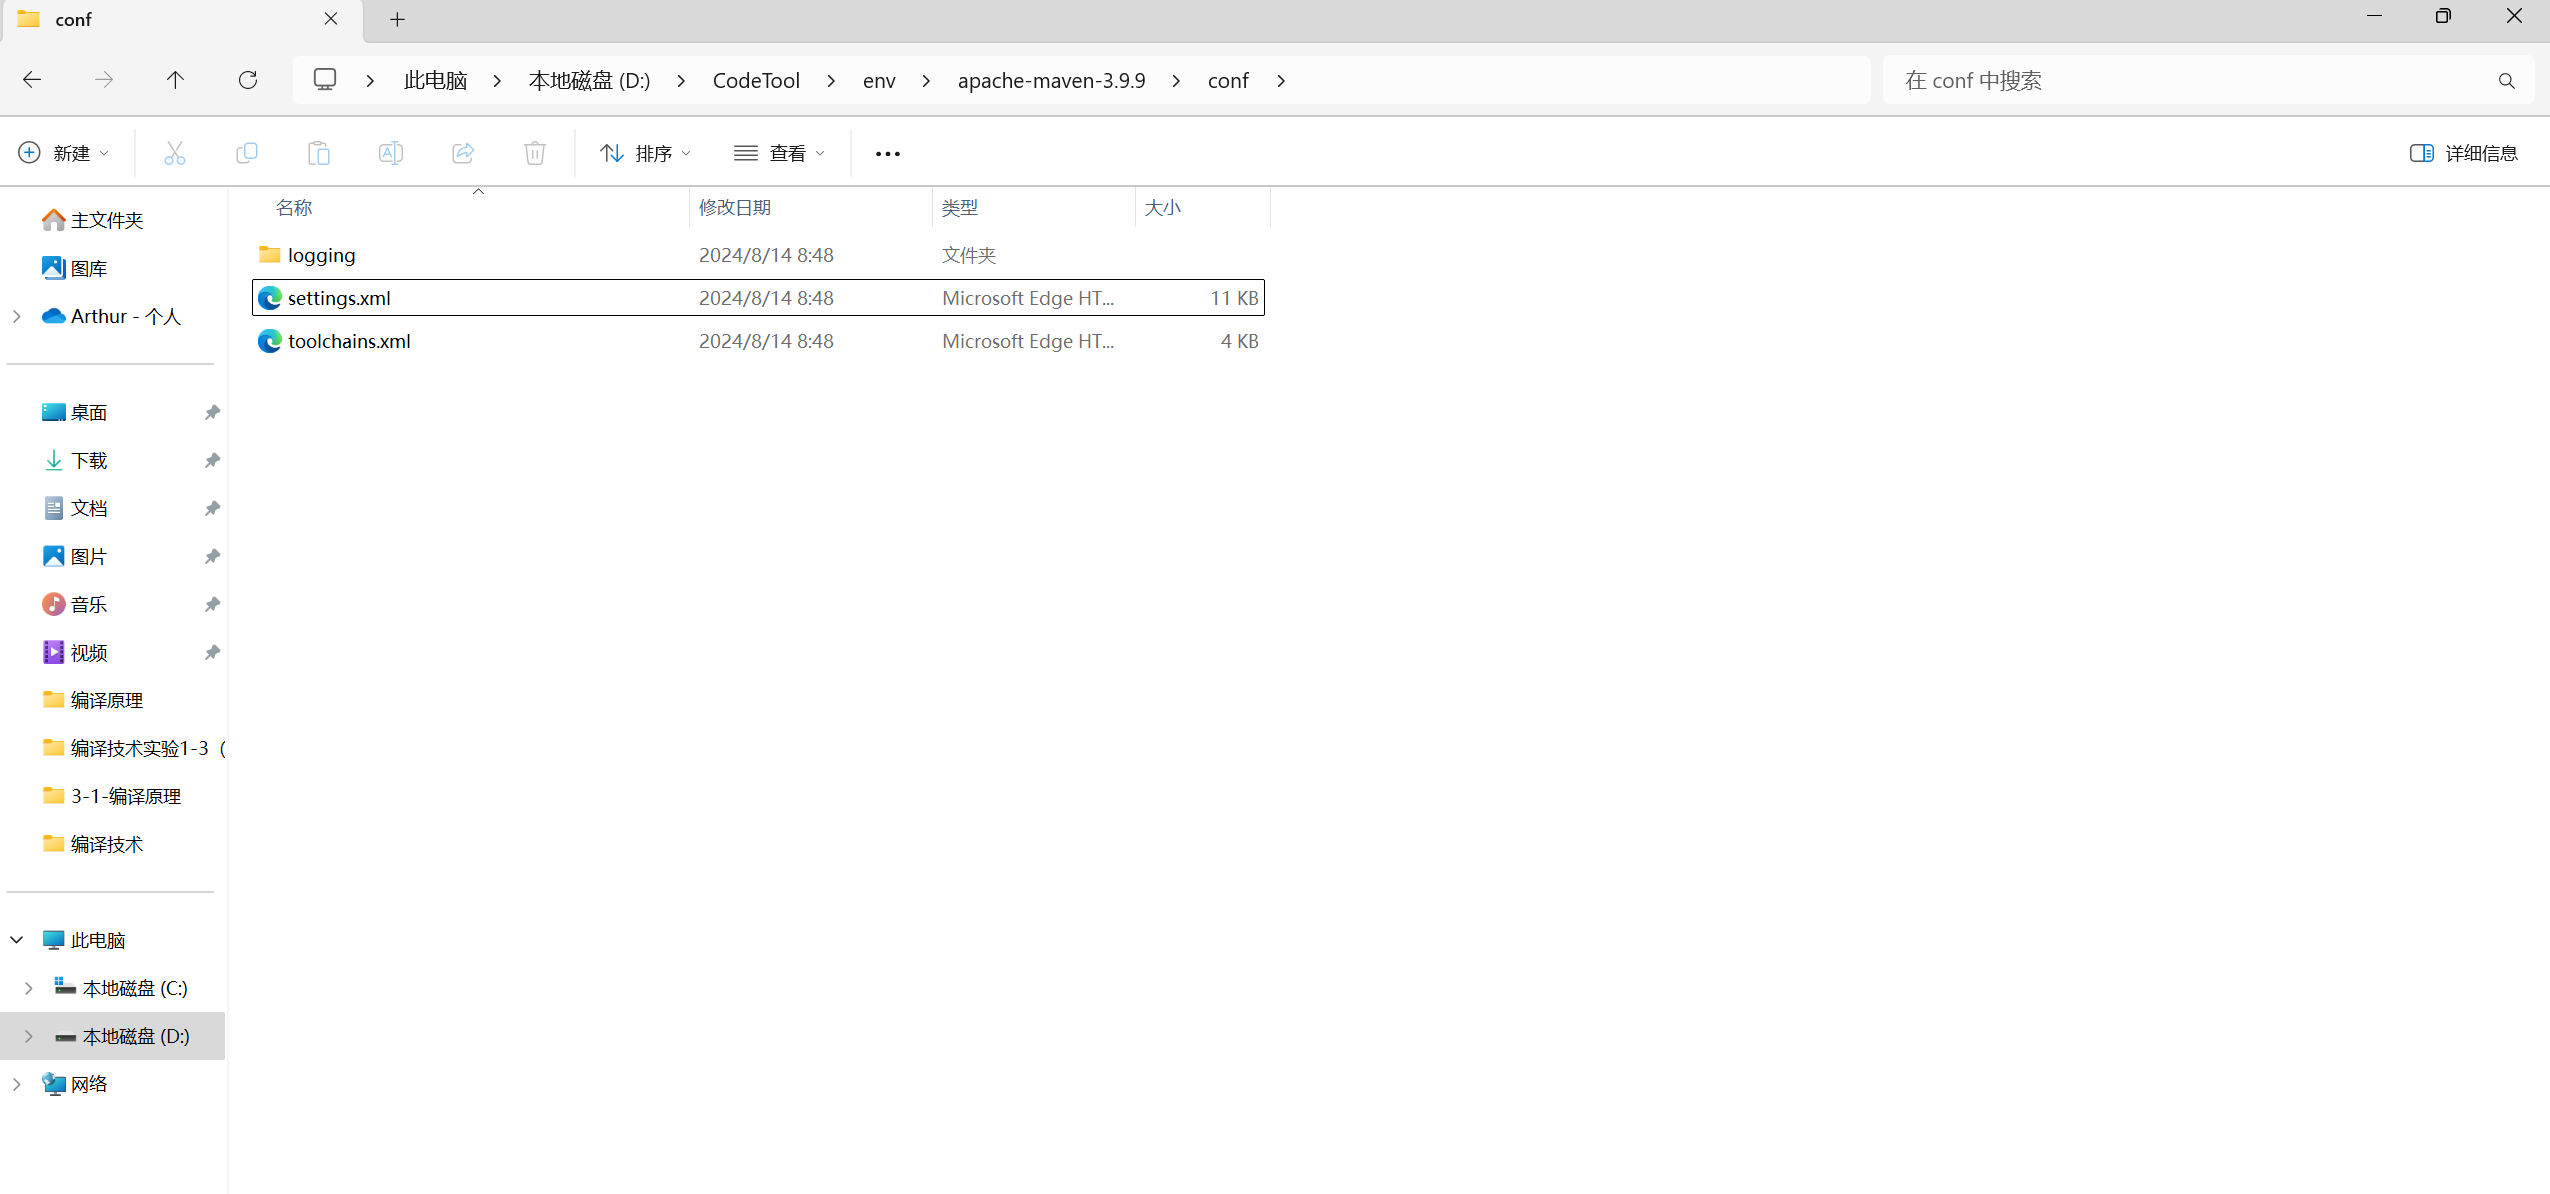 conf
此电脑 本地磁盘 (D:) CodeTool env apache-maven-3.9.9 conf
在 conf 中搜索
新建 排序 查看 详细信息
名称 修改日期 类型 大小
logging 2024/8/14 8:48 文件夹
settings.xml 2024/8/14 8:48 Microsoft Edge HT... 11 KB
toolchains.xml 2024/8/14 8:48 Microsoft Edge HT... 4 KB
主文件夹
图库
Arthur - 个人
桌面
下载
文档
图片
音乐
视频
编译原理
编译技术实验1-3（
3-1-编译原理
编译技术
此电脑
本地磁盘 (C:)
本地磁盘 (D:)
网络